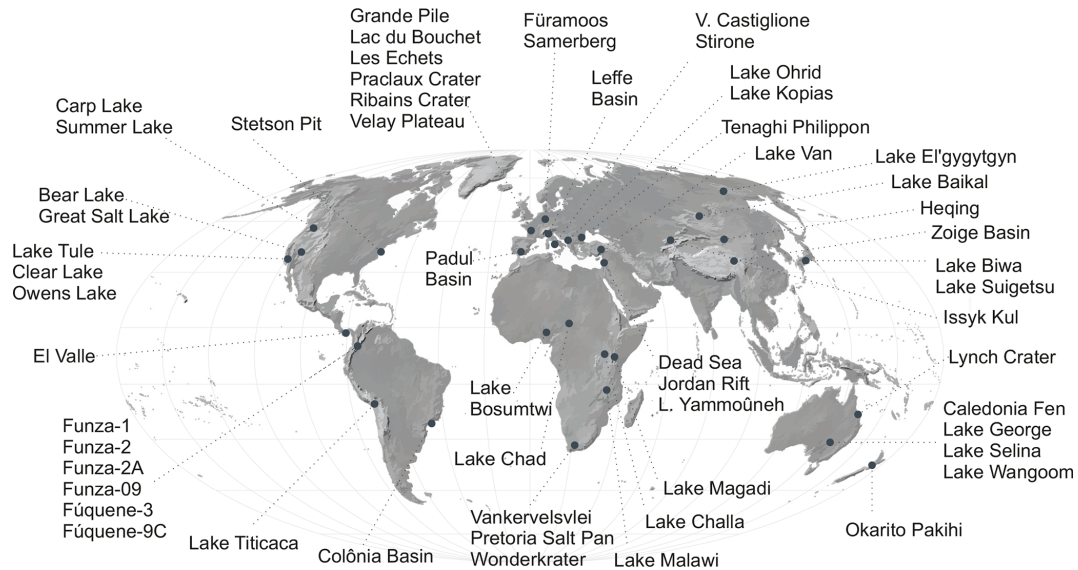 Grande Pile
Lac du Bouchet
Les Echets
Praclaux Crater
Ribains Crater
Velay Plateau
Füramoos
Samerberg
V. Castiglione
Stirone
Leffe
Basin
Lake Ohrid
Lake Kopias
Carp Lake
Summer Lake
Stetson Pit
Tenaghi Philippon
Lake Van
Lake El'gygytgyn
Lake Baikal
Bear Lake
Great Salt Lake
Heqing
Zoige Basin
Lake Tule
Clear Lake
Owens Lake
Padul
Basin
Lake Biwa
Lake Suigetsu
Issyk Kul
El Valle
Lynch Crater
Dead Sea
Jordan Rift
L. Yammoûneh
Lake
Bosumtwi
Caledonia Fen
Lake George
Lake Selina
Lake Wangoom
Funza-1
Funza-2
Funza-2A
Funza-09
Fúquene-3
Fúquene-9C
Lake Chad
Lake Magadi
Lake Challa
Vankervelsvlei
Pretoria Salt Pan
Wonderkrater
Okarito Pakihi
Lake Titicaca
Colônia Basin
Lake Malawi